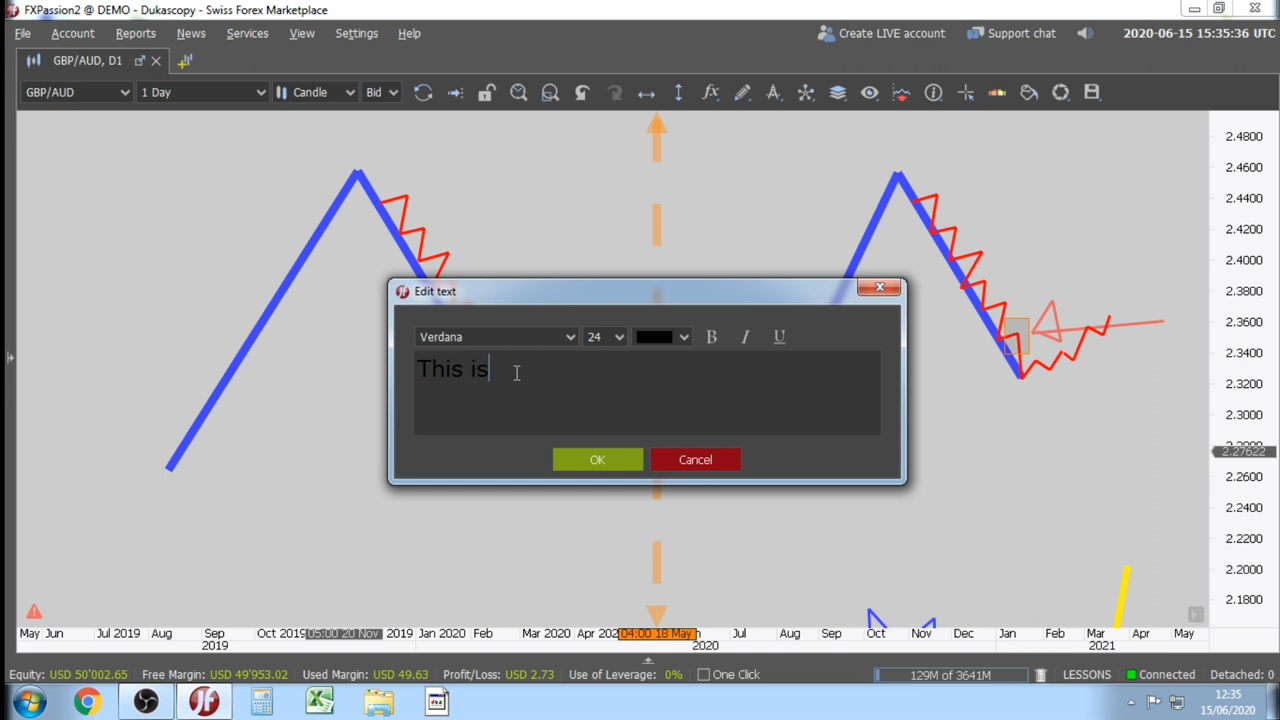 FXPassion2 @ DEMO - Dukascopy - Swiss Forex Marketplace
File Account Reports News Services View Settings Help Create LIVE account Support chat 2020-06-15 15:35:36 UTC
GBP/AUD, D1
GBP/AUD 1 Day Candle Bid
2.4800
2.4600
2.4400
2.4200
2.4000
2.3800
2.3600
2.3400
2.3200
2.3000
2.27622
2.2600
2.2400
2.2200
2.2000
2.1800
Edit text
Verdana 24 B I U
This is
OK Cancel
May Jun Jul 2019 Aug Sep Oct 2019 05:00 20 Nov 2019 Jan 2020 Feb Mar 2020 Apr 202 04:00 18 May Jul Aug Sep Oct Nov Dec Jan Feb Mar Apr May
2019 2020 2021
Equity: USD 50'002.65 Free Margin: USD 49'953.02 Used Margin: USD 49.63 Profit/Loss: USD 2.73 Use of Leverage: 0% One Click 129M of 3641M LESSONS Connected Detached: 0
12:35
15/06/2020